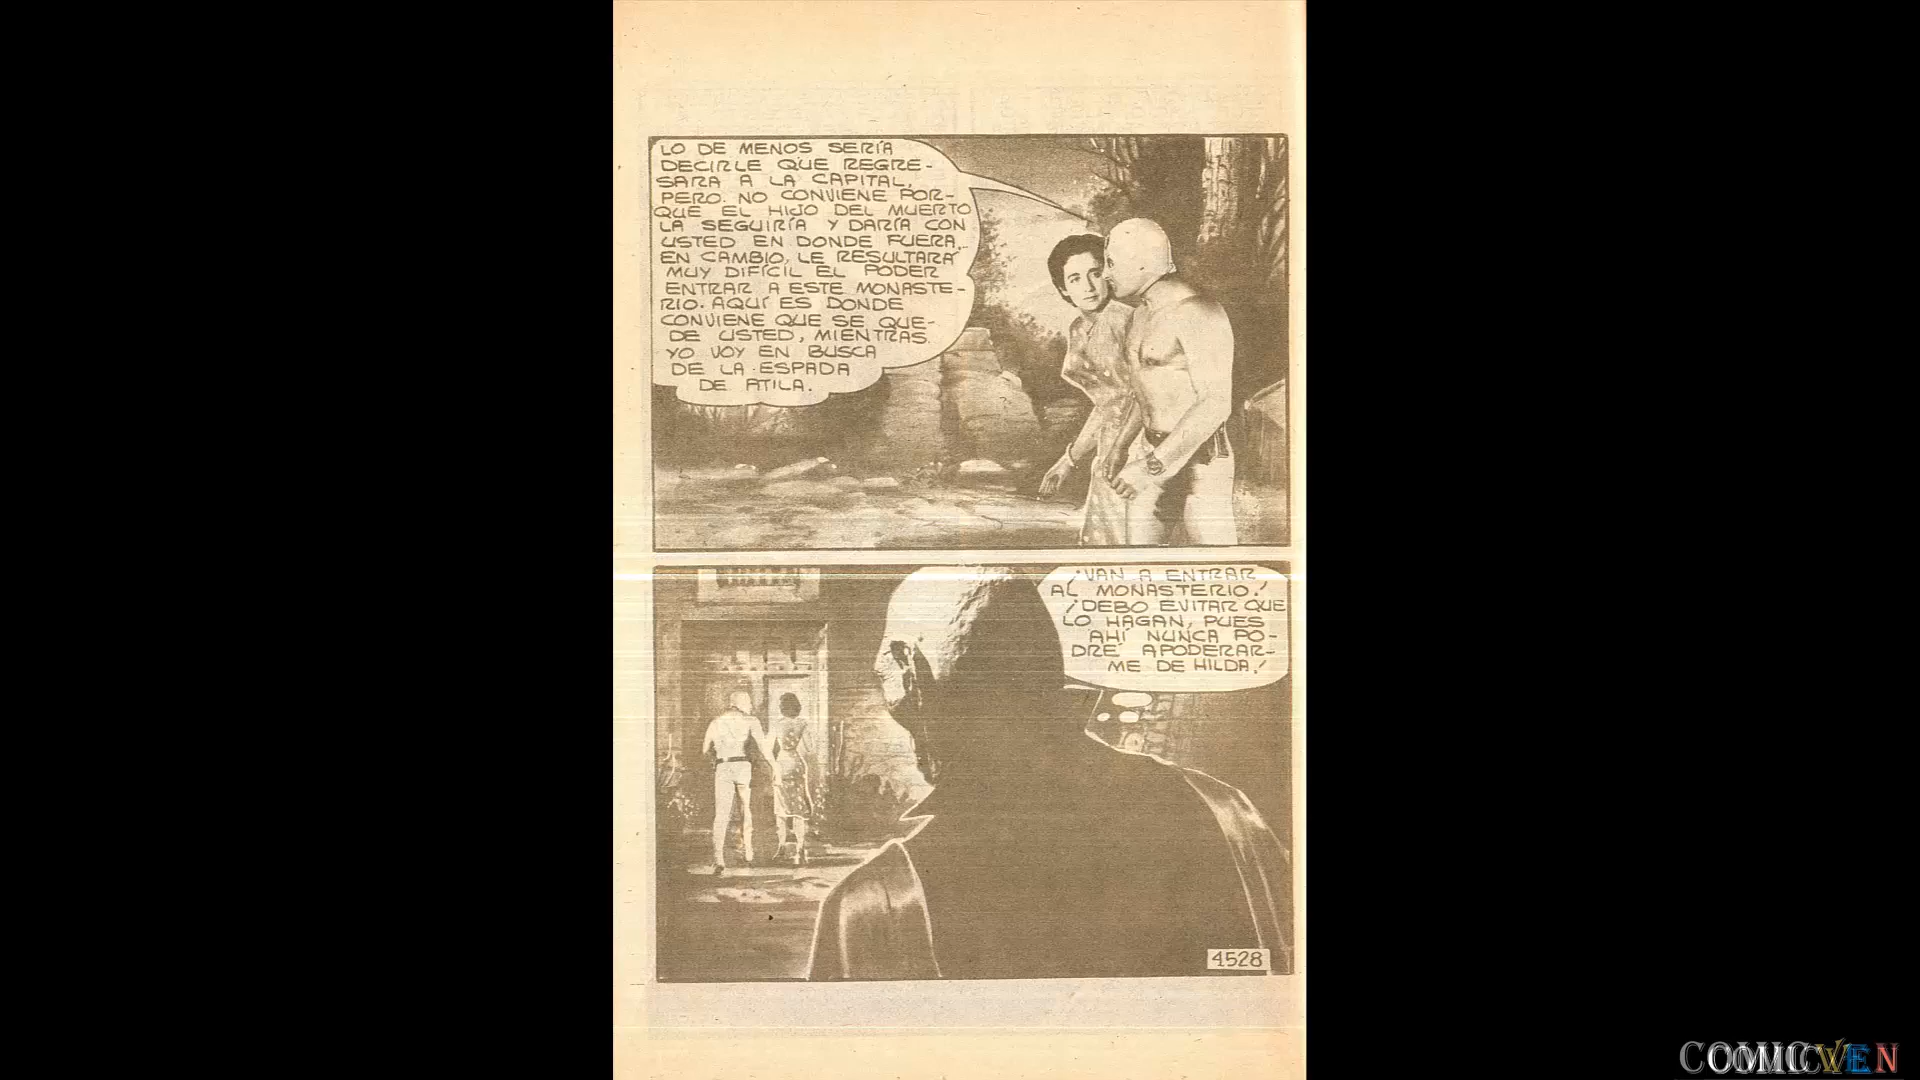 LO DE MENOS SERÍA
DECIRLE QUE REGRE-
SARA A LA CAPITAL,
PERO. NO CONVIENE POR-
QUE EL HIJO DEL MUERTO
LA SEGUIRÍA Y DARÍA CON
USTED EN DONDE FUERA...
EN CAMBIO, LE RESULTARÁ
MUY DIFÍCIL EL PODER
ENTRAR A ESTE MONASTE-
RIO. AQUÍ ES DONDE
CONVIENE QUE SE QUE-
DE USTED, MIENTRAS
YO VOY EN BUSCA
DE LA ESPADA
DE ATILA.
¡VAN A ENTRAR
AL MONASTERIO!
¡DEBO EVITAR QUE
LO HAGAN, PUES
AHÍ NUNCA PO-
DRÉ APODERAR-
ME DE HILDA!
4528
COMICWEN